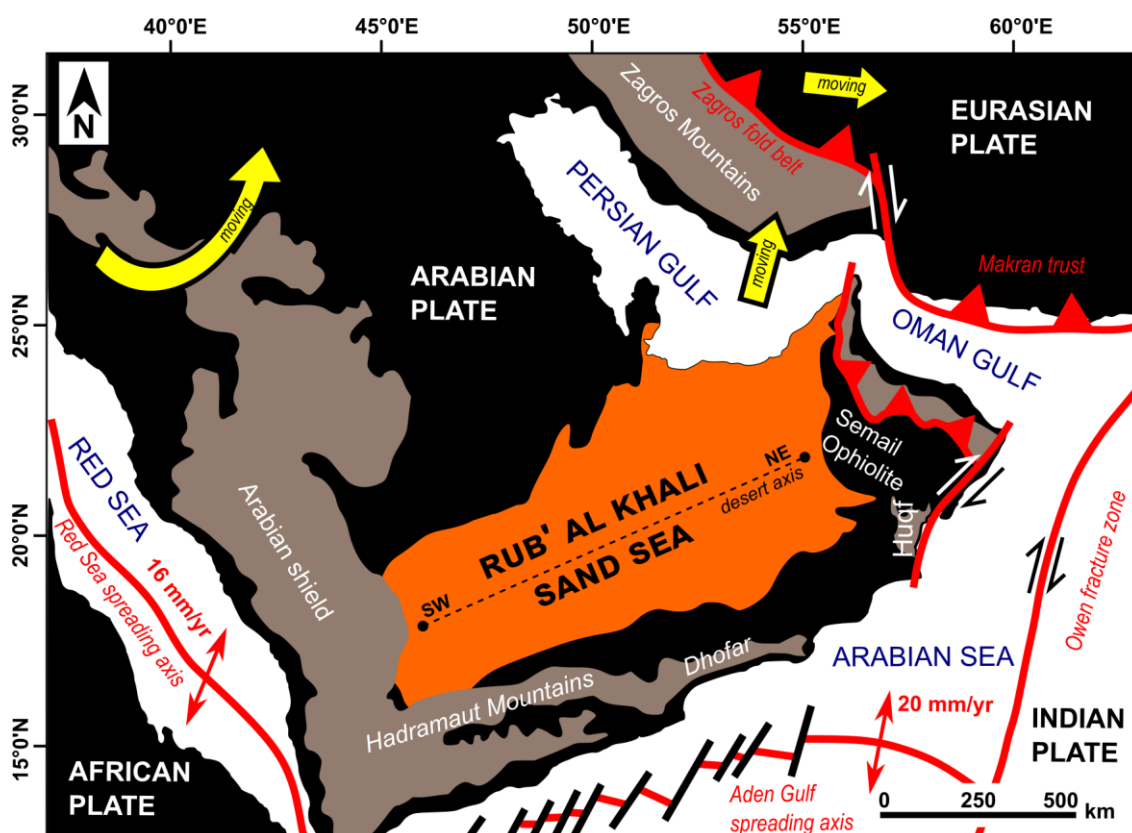 40°0'E
45°0'E
50°0'E
55°0'E
60°0'E
N
30°0'N
25°0'N
20°0'N
15°0'N
moving
Zagros Mountains
Zagros fold belt
moving
EURASIAN
PLATE
PERSIAN GULF
moving
ARABIAN
PLATE
Makran trust
OMAN GULF
Semail
Ophiolite
Huqf
RED SEA
Red Sea spreading axis
16 mm/yr
Arabian shield
RUB' AL KHALI
SAND SEA
SW
NE
desert axis
Owen fracture zone
Hadramaut Mountains
Dhofar
ARABIAN SEA
20 mm/yr
INDIAN
PLATE
AFRICAN
PLATE
Aden Gulf
spreading axis
0 250 500 km